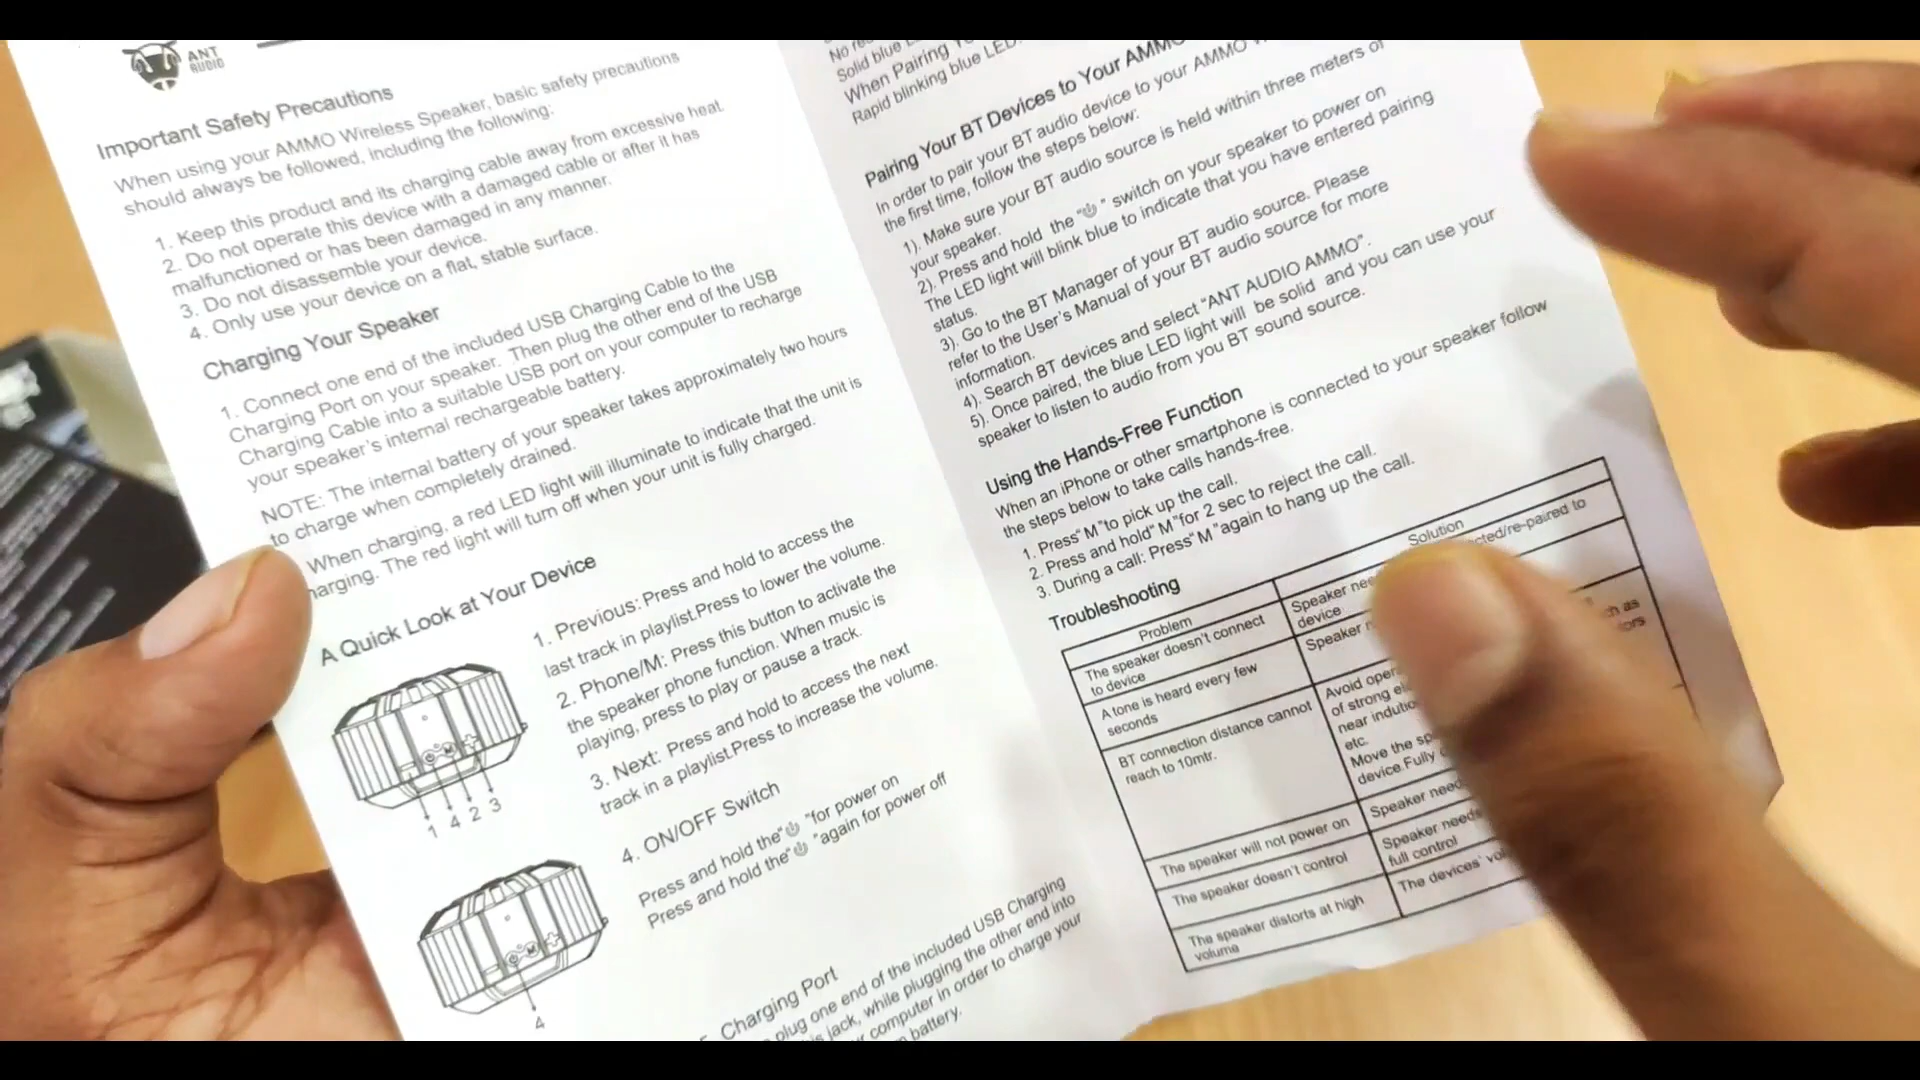 ANT
AUDIO
Important Safety Precautions
When using your AMMO Wireless Speaker, basic safety precautions
should always be followed, including the following:
1. Keep this product and its charging cable away from excessive heat.
2. Do not operate this device with a damaged cable or after it has
malfunctioned or has been damaged in any manner.
3. Do not disassemble your device.
4. Only use your device on a flat, stable surface.
Charging Your Speaker
1. Connect one end of the included USB Charging Cable to the
Charging Port on your speaker. Then plug the other end of the USB
Charging Cable into a suitable USB port on your computer to recharge
your speaker's internal rechargeable battery.
NOTE: The internal battery of your speaker takes approximately two hours
to charge when completely drained.
When charging, a red LED light will illuminate to indicate that the unit is
harging. The red light will turn off when your unit is fully charged.
A Quick Look at Your Device
1. Previous: Press and hold to access the
last track in playlist.Press to lower the volume.
2. Phone/M: Press this button to activate the
the speaker phone function. When music is
playing, press to play or pause a track.
3. Next: Press and hold to access the next
track in a playlist.Press to increase the volume.
1 4 2 3
4. ON/OFF Switch
Press and hold the"⏻ "for power on
Press and hold the"⏻ "again for power off
4
Charging Port
plug one end of the included USB Charging
jack, while plugging the other end into
computer in order to charge your
battery.
Solid blue
When Pairing
Rapid blinking blue LED.
Pairing Your BT Devices to Your AMMO
In order to pair your BT audio device to your AMMO
the first time, follow the steps below:
1). Make sure your BT audio source is held within three meters of
your speaker.
2). Press and hold the "⏻ " switch on your speaker to power on
The LED light will blink blue to indicate that you have entered pairing
status.
3). Go to the BT Manager of your BT audio source. Please
refer to the User's Manual of your BT audio source for more
information.
4). Search BT devices and select "ANT AUDIO AMMO".
5). Once paired, the blue LED light will be solid and you can use your
speaker to listen to audio from you BT sound source.
Using the Hands-Free Function
When an iPhone or other smartphone is connected to your speaker follow
the steps below to take calls hands-free.
1. Press"M"to pick up the call.
2. Press and hold"M"for 2 sec to reject the call.
3. During a call: Press"M"again to hang up the call.
Troubleshooting
Problem Solution
The speaker doesn't connect
to device
Speaker cted/re-paired to
device
A tone is heard every few
seconds
Speaker
BT connection distance cannot
reach to 10mtr.
Avoid
of strong as
near
etc.
Move the
device.Fully
The speaker will not power on
Speaker
The speaker doesn't control
Speaker needs
full control
The speaker distorts at high
volume
The devices'